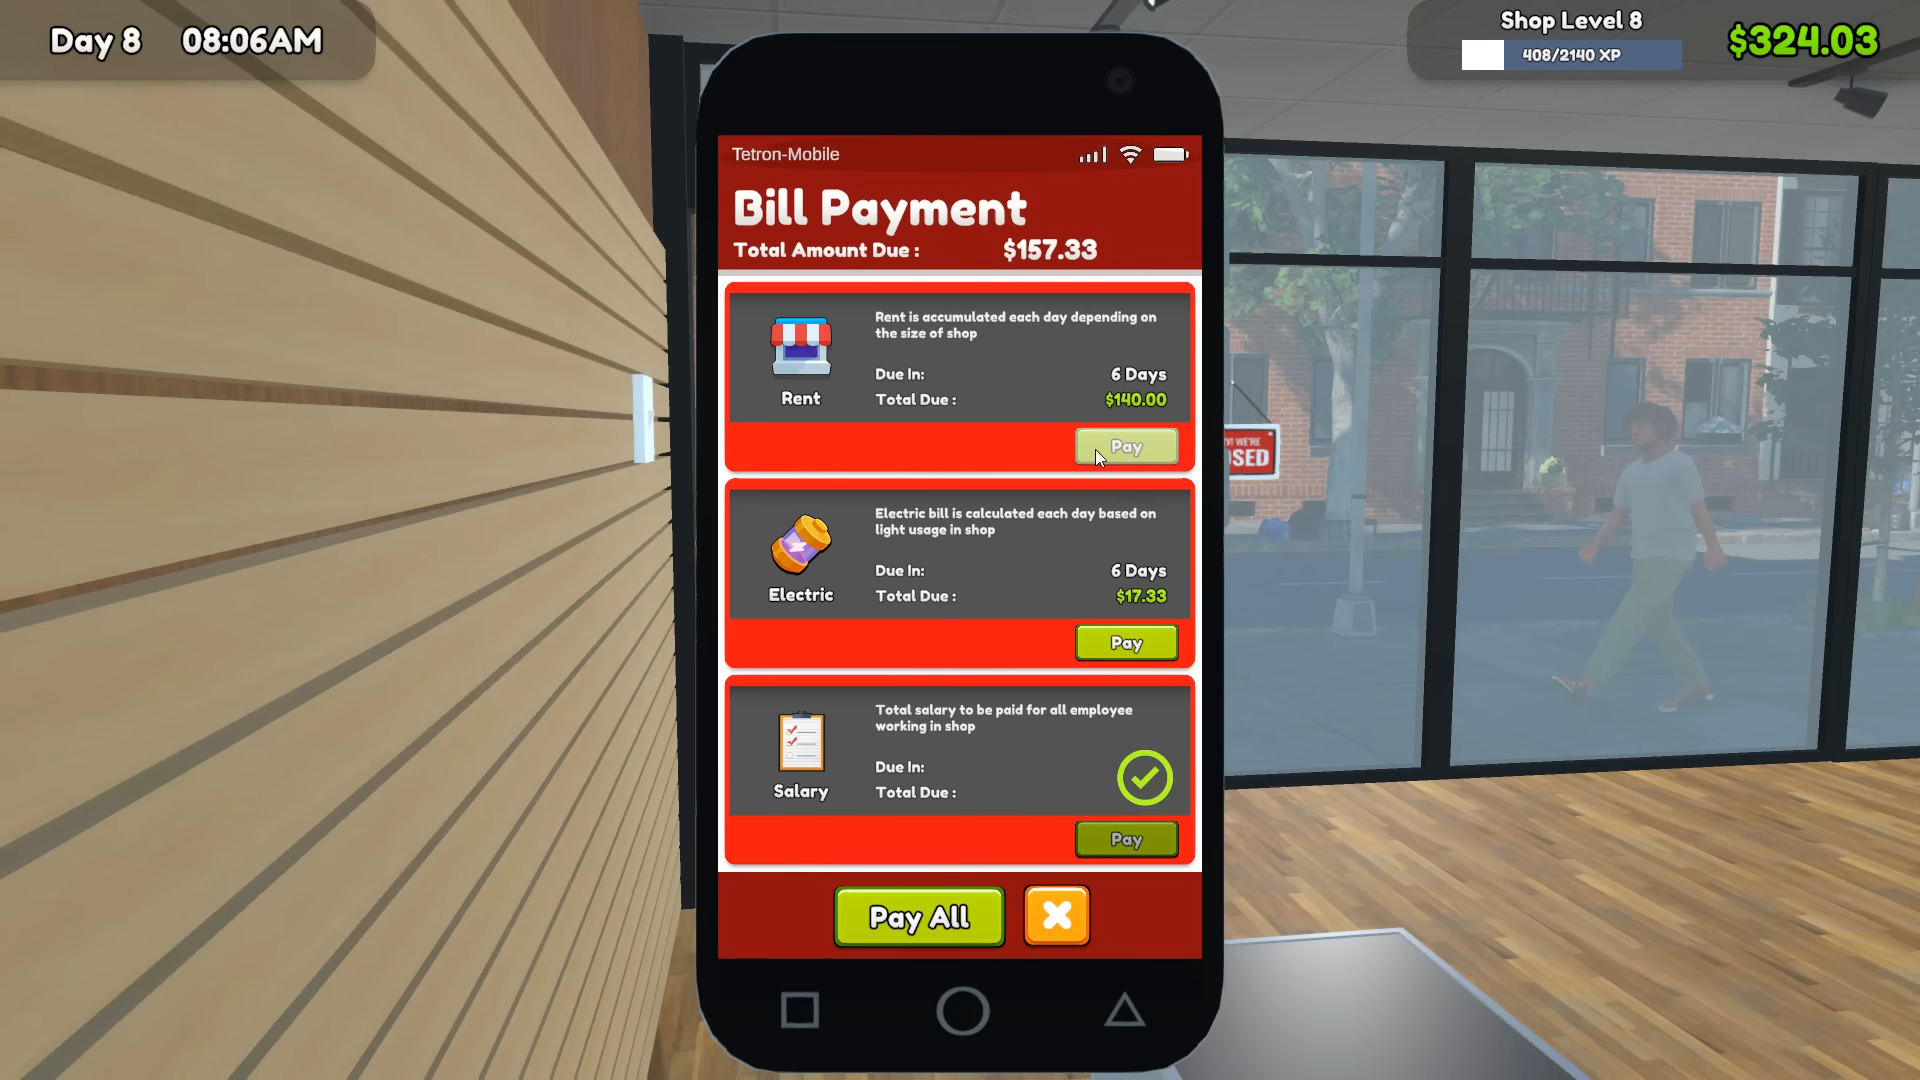 Day 8 08:06AM
Shop Level 8
408/2140 XP
$324.03
Tetron-Mobile
Bill Payment
Total Amount Due : $157.33
Rent is accumulated each day depending on
the size of shop
Due In: 6 Days
Total Due : $140.00
Rent
Pay
Electric bill is calculated each day based on
light usage in shop
Due In: 6 Days
Total Due : $17.33
Electric
Pay
Total salary to be paid for all employee
working in shop
Due In:
Total Due :
Salary
Pay
Pay All
WE'RE
SED